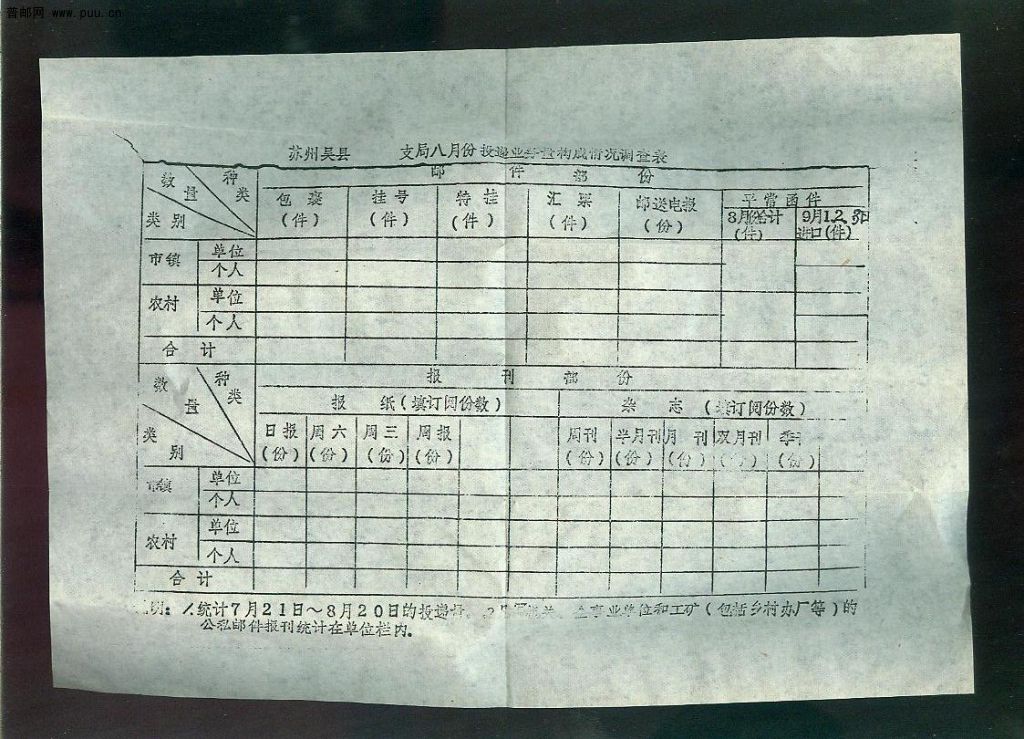 普邮网 www.puu.cn
苏州吴县 支局八月份投递业务量构成情况调查表
数量 种类 类别
邮 件 部 份
包裹(件) 挂号(件) 特挂(件) 汇票(件) 邮送电报(份) 平常函件
8月份合计(件) 9月1.2.3日进口(件)
市镇 单位
个人
农村 单位
个人
合计
数量 种类 类别
报 刊 部 份
报 纸(填订阅份数) 杂 志(填订阅份数)
日报(份) 周六(份) 周三(份) 周报(份) 周刊(份) 半月刊(份) 月刊(份) 双月刊(份) 季刊(份)
市镇 单位
个人
农村 单位
个人
合计
说明:1.统计7月21日~8月20日的投递 企事业单位和工矿(包括乡村办厂等)的
公私邮件报刊统计在单位栏内。